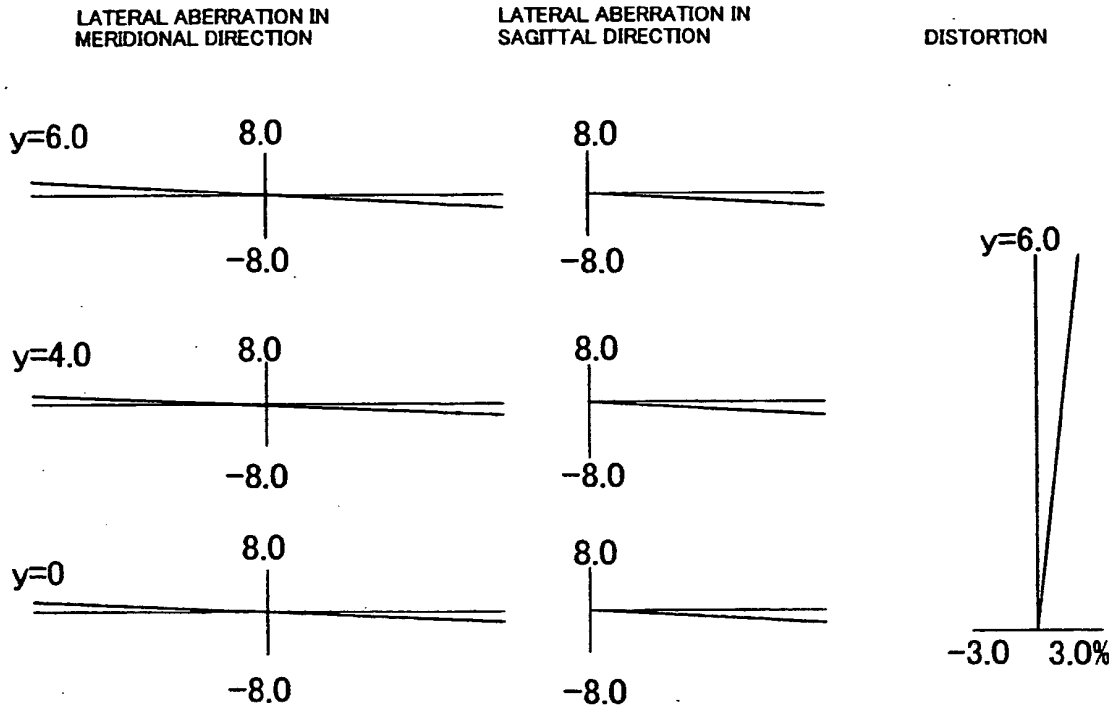 LATERAL ABERRATION IN
MERIDIONAL DIRECTION
LATERAL ABERRATION IN
SAGITTAL DIRECTION
DISTORTION
y=6.0
8.0
−8.0
8.0
−8.0
y=4.0
8.0
−8.0
8.0
−8.0
y=0
8.0
−8.0
8.0
−8.0
y=6.0
−3.0
3.0%